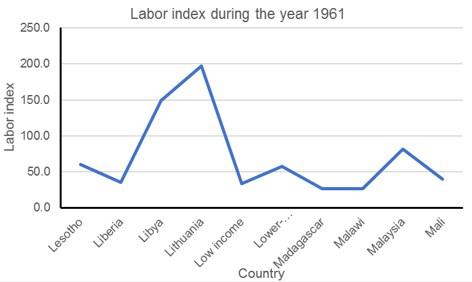 Labor index during the year 1961
250.0
200.0
150.0
100.0
50.0
0.0
Labor index
Lesotho
Liberia
Libya
Lithuania
Low income
Lower-...
Madagascar
Malawi
Malaysia
Mali
Country